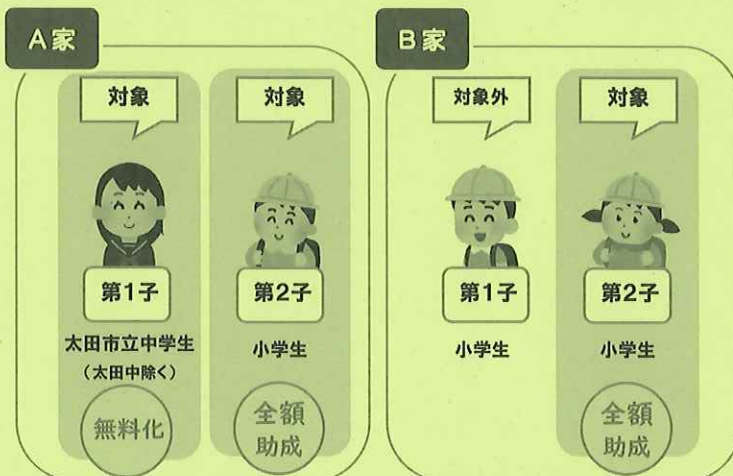 A家
対象
対象
第1子
第2子
太田市立中学生
(太田中除く)
小学生
無料化
全額
助成
B家
対象外
対象
第1子
第2子
小学生
小学生
全額
助成